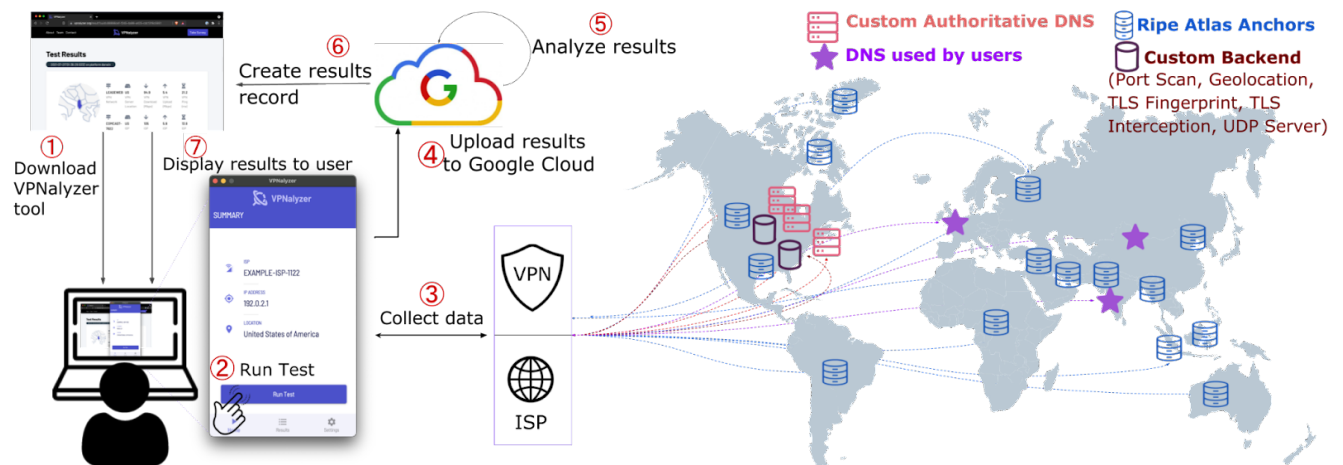 Test Results
①
Download
VPNalyzer
tool
⑦
Display results to user
VPNalyzer
SUMMARY
ISP
EXAMPLE-ISP-1122
IP ADDRESS
192.0.2.1
LOCATION
United States of America
② Run Test
Run Test
Results
Settings
⑥
Create results
record
⑤
Analyze results
④ Upload results
to Google Cloud
③
Collect data
VPN
ISP
Custom Authoritative DNS
DNS used by users
Ripe Atlas Anchors
Custom Backend
(Port Scan, Geolocation,
TLS Fingerprint, TLS
Interception, UDP Server)